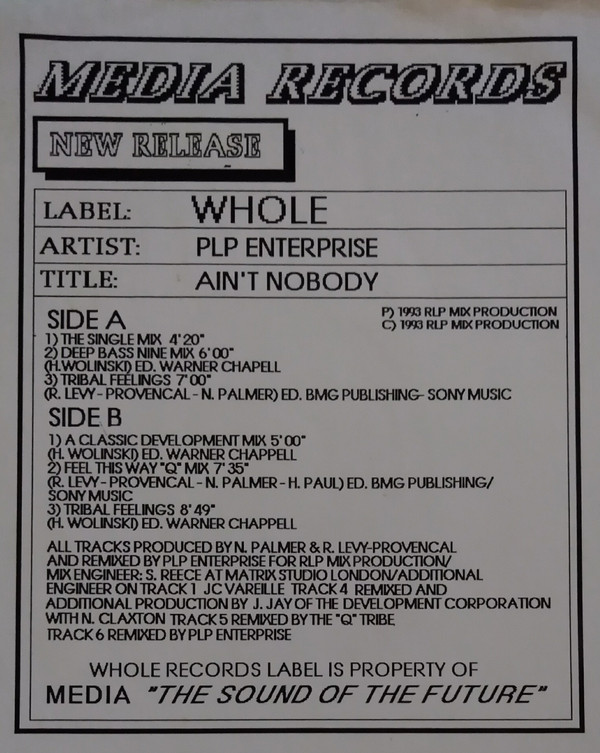 MEDIA RECORDS
NEW RELEASE
LABEL: WHOLE
ARTIST: PLP ENTERPRISE
TITLE: AIN'T NOBODY
SIDE A
P) 1993 RLP MIX PRODUCTION
C) 1993 RLP MIX PRODUCTION
1) THE SINGLE MIX 4'20"
2) DEEP BASS NINE MIX 6'00"
(H.WOLINSKI) ED. WARNER CHAPELL
3) TRIBAL FEELINGS 7'00"
(R. LEVY - PROVENCAL - N. PALMER) ED. BMG PUBLISHING- SONY MUSIC
SIDE B
1) A CLASSIC DEVELOPMENT MIX 5'00"
(H. WOLINSKI) ED. WARNER CHAPPELL
2) FEEL THIS WAY "Q" MIX 7'35"
(R. LEVY - PROVENCAL - N. PALMER - H. PAUL) ED. BMG PUBLISHING/
SONY MUSIC
3) TRIBAL FEELINGS 8'49"
(H. WOLINSKI) ED. WARNER CHAPPELL
ALL TRACKS PRODUCED BY N. PALMER & R. LEVY-PROVENCAL
AND REMIXED BY PLP ENTERPRISE FOR RLP MIX PRODUCTION/
MIX ENGINEER: S. REECE AT MATRIX STUDIO LONDON/ADDITIONAL
ENGINEER ON TRACK 1 JC VAREILLE TRACK 4 REMIXED AND
ADDITIONAL PRODUCTION BY J. JAY OF THE DEVELOPMENT CORPORATION
WITH N. CLAXTON TRACK 5 REMIXED BY THE "Q" TRIBE
TRACK 6 REMIXED BY PLP ENTERPRISE
WHOLE RECORDS LABEL IS PROPERTY OF
MEDIA "THE SOUND OF THE FUTURE"